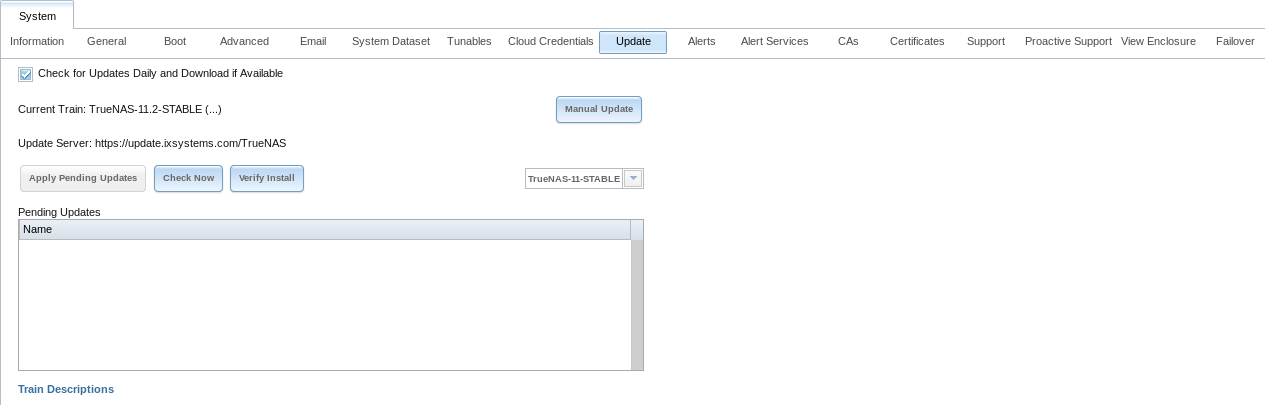 System
Information General Boot Advanced Email System Dataset Tunables Cloud Credentials Update Alerts Alert Services CAs Certificates Support Proactive Support View Enclosure Failover
Check for Updates Daily and Download if Available
Current Train: TrueNAS-11.2-STABLE (...) Manual Update
Update Server: https://update.ixsystems.com/TrueNAS
Apply Pending Updates Check Now Verify Install TrueNAS-11-STABLE
Pending Updates
Name
Train Descriptions